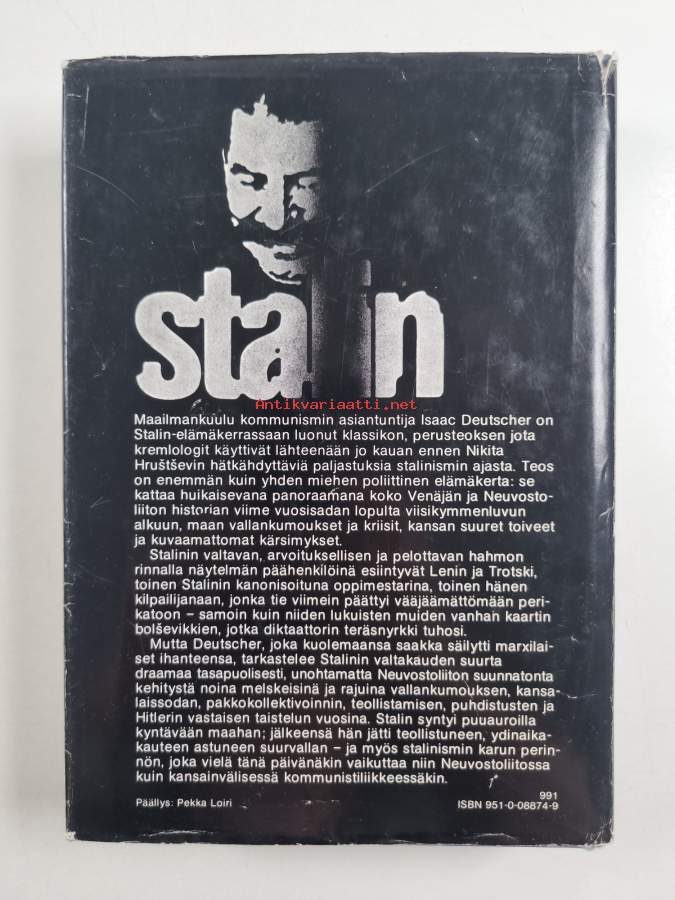 stalin
Antikvariaatti.net
Maailmankuulu kommunismin asiantuntija Isaac Deutscher on
Stalin-elämäkerrassaan luonut klassikon, perusteoksen jota
kremlologit käyttivät lähteenään jo kauan ennen Nikita
Hruštševin hätkähdyttäviä paljastuksia stalinismin ajasta. Teos
on enemmän kuin yhden miehen poliittinen elämäkerta: se
kattaa huikaisevana panoraamana koko Venäjän ja Neuvosto-
liiton historian viime vuosisadan lopulta viisikymmenluvun
alkuun, maan vallankumoukset ja kriisit, kansan suuret toiveet
ja kuvaamattomat kärsimykset.
Stalinin valtavan, arvoituksellisen ja pelottavan hahmon
rinnalla näytelmän päähenkilöinä esiintyvät Lenin ja Trotski,
toinen Stalinin kanonisoituna oppimestarina, toinen hänen
kilpailijanaan, jonka tie viimein päättyi vääjäämättömään peri-
katoon – samoin kuin niiden lukuisten muiden vanhan kaartin
bolševikkien, jotka diktaattorin teräsnyrkki tuhosi.
Mutta Deutscher, joka kuolemaansa saakka säilytti marxilai-
set ihanteensa, tarkastelee Stalinin valtakauden suurta
draamaa tasapuolisesti, unohtamatta Neuvostoliiton suunnatonta
kehitystä noina melskeisinä ja rajuina vallankumouksen, kansa-
laissodan, pakkokollektivoinnin, teollistamisen, puhdistusten ja
Hitlerin vastaisen taistelun vuosina. Stalin syntyi puuauroilla
kyntävään maahan; jälkeensä hän jätti teollistuneen, ydinaika-
kauteen astuneen suurvallan – ja myös stalinismin karun perin-
nön, joka vielä tänä päivänäkin vaikuttaa niin Neuvostoliitossa
kuin kansainvälisessä kommunistiliikkeessäkin.
991
Päällys: Pekka Loiri
ISBN 951-0-08874-9